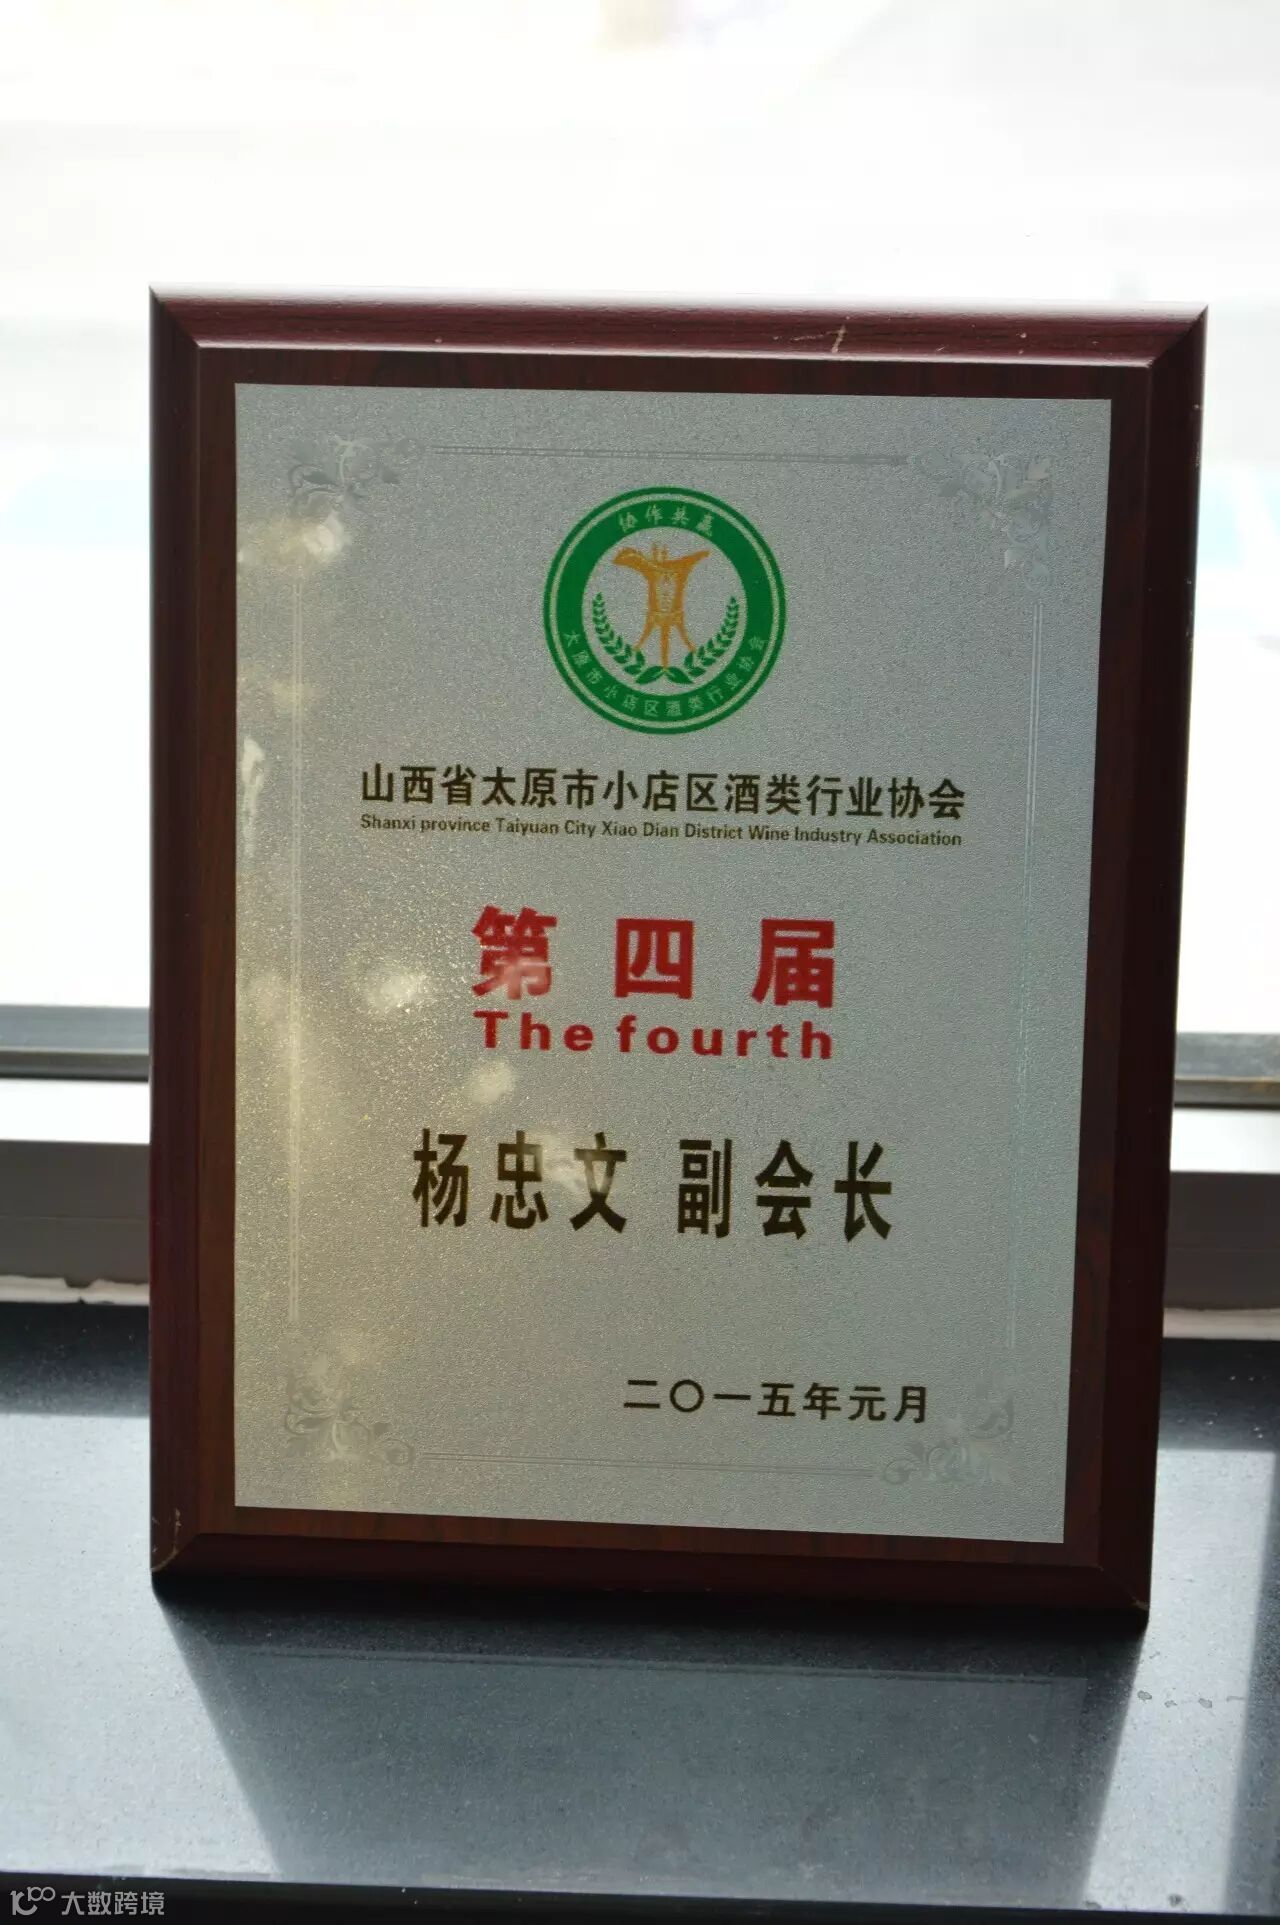 协作共赢
太原市小店区酒类行业协会
山西省太原市小店区酒类行业协会
Shanxi province Taiyuan City Xiao Dian District Wine Industry Association
第四届
The fourth
杨忠文 副会长
二〇一五年元月
大数跨境